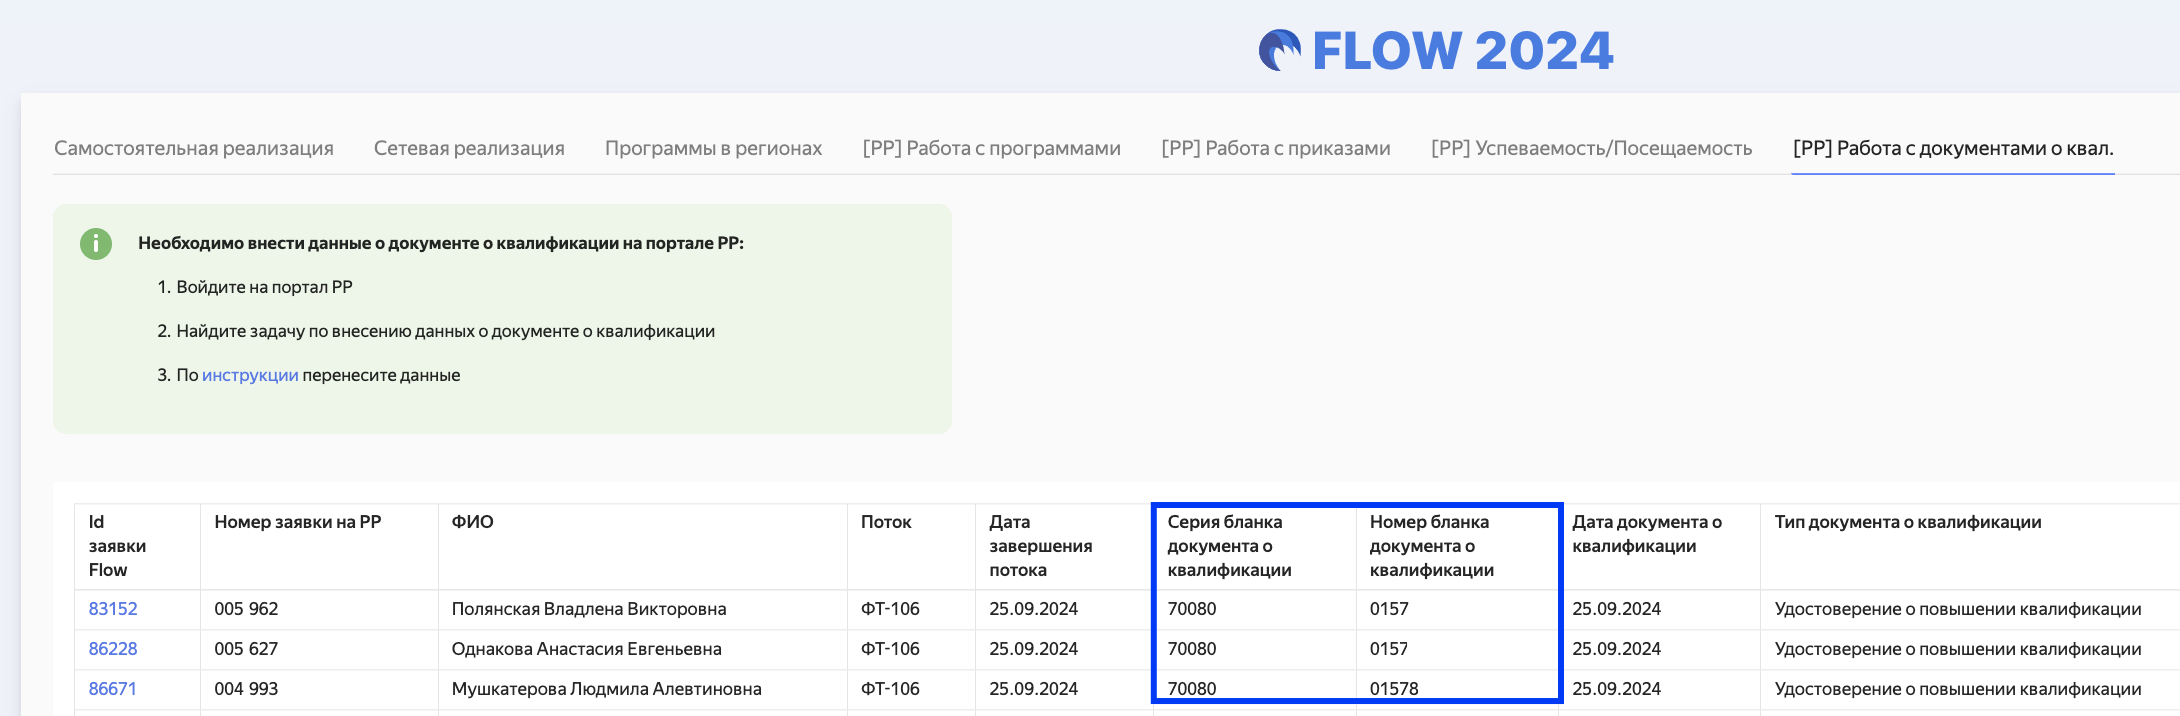 FLOW 2024
Самостоятельная реализация Сетевая реализация Программы в регионах [РР] Работа с программами [РР] Работа с приказами [РР] Успеваемость/Посещаемость [РР] Работа с документами о квал.
Необходимо внести данные о документе о квалификации на портале РР:
1. Войдите на портал РР
2. Найдите задачу по внесению данных о документе о квалификации
3. По инструкции перенесите данные
Id заявки Flow Номер заявки на РР ФИО Поток Дата завершения потока Серия бланка документа о квалификации Номер бланка документа о квалификации Дата документа о квалификации Тип документа о квалификации
83152 005 962 Полянская Владлена Викторовна ФТ-106 25.09.2024 70080 0157 25.09.2024 Удостоверение о повышении квалификации
86228 005 627 Однакова Анастасия Евгеньевна ФТ-106 25.09.2024 70080 0157 25.09.2024 Удостоверение о повышении квалификации
86671 004 993 Мушкатерова Людмила Алевтиновна ФТ-106 25.09.2024 70080 01578 25.09.2024 Удостоверение о повышении квалификации